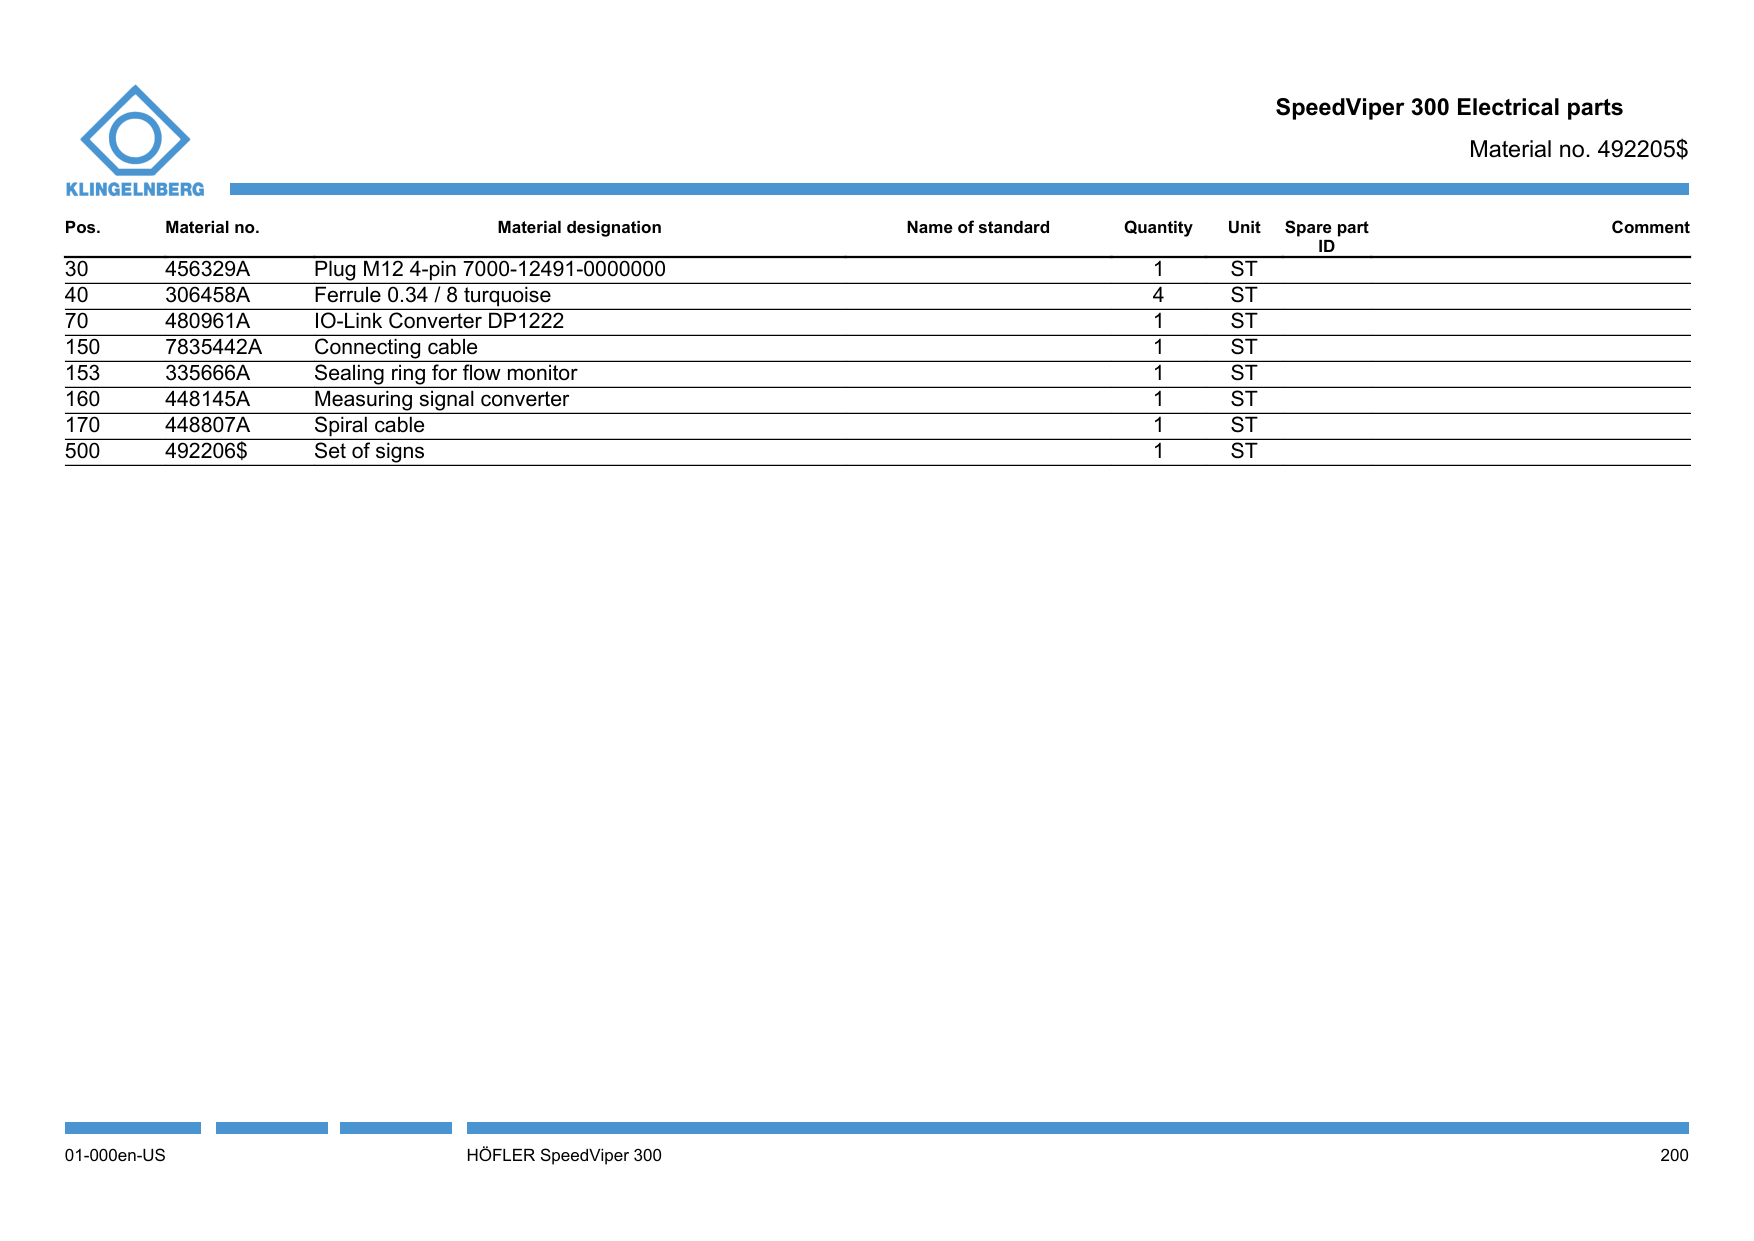 SpeedViper 300 Electrical parts
Material no. 492205$
KLINGELNBERG
Pos. Material no. Material designation Name of standard Quantity Unit Spare part ID Comment
30 456329A Plug M12 4-pin 7000-12491-0000000 1 ST
40 306458A Ferrule 0.34 / 8 turquoise 4 ST
70 480961A IO-Link Converter DP1222 1 ST
150 7835442A Connecting cable 1 ST
153 335666A Sealing ring for flow monitor 1 ST
160 448145A Measuring signal converter 1 ST
170 448807A Spiral cable 1 ST
500 492206$ Set of signs 1 ST
01-000en-US HÖFLER SpeedViper 300 200